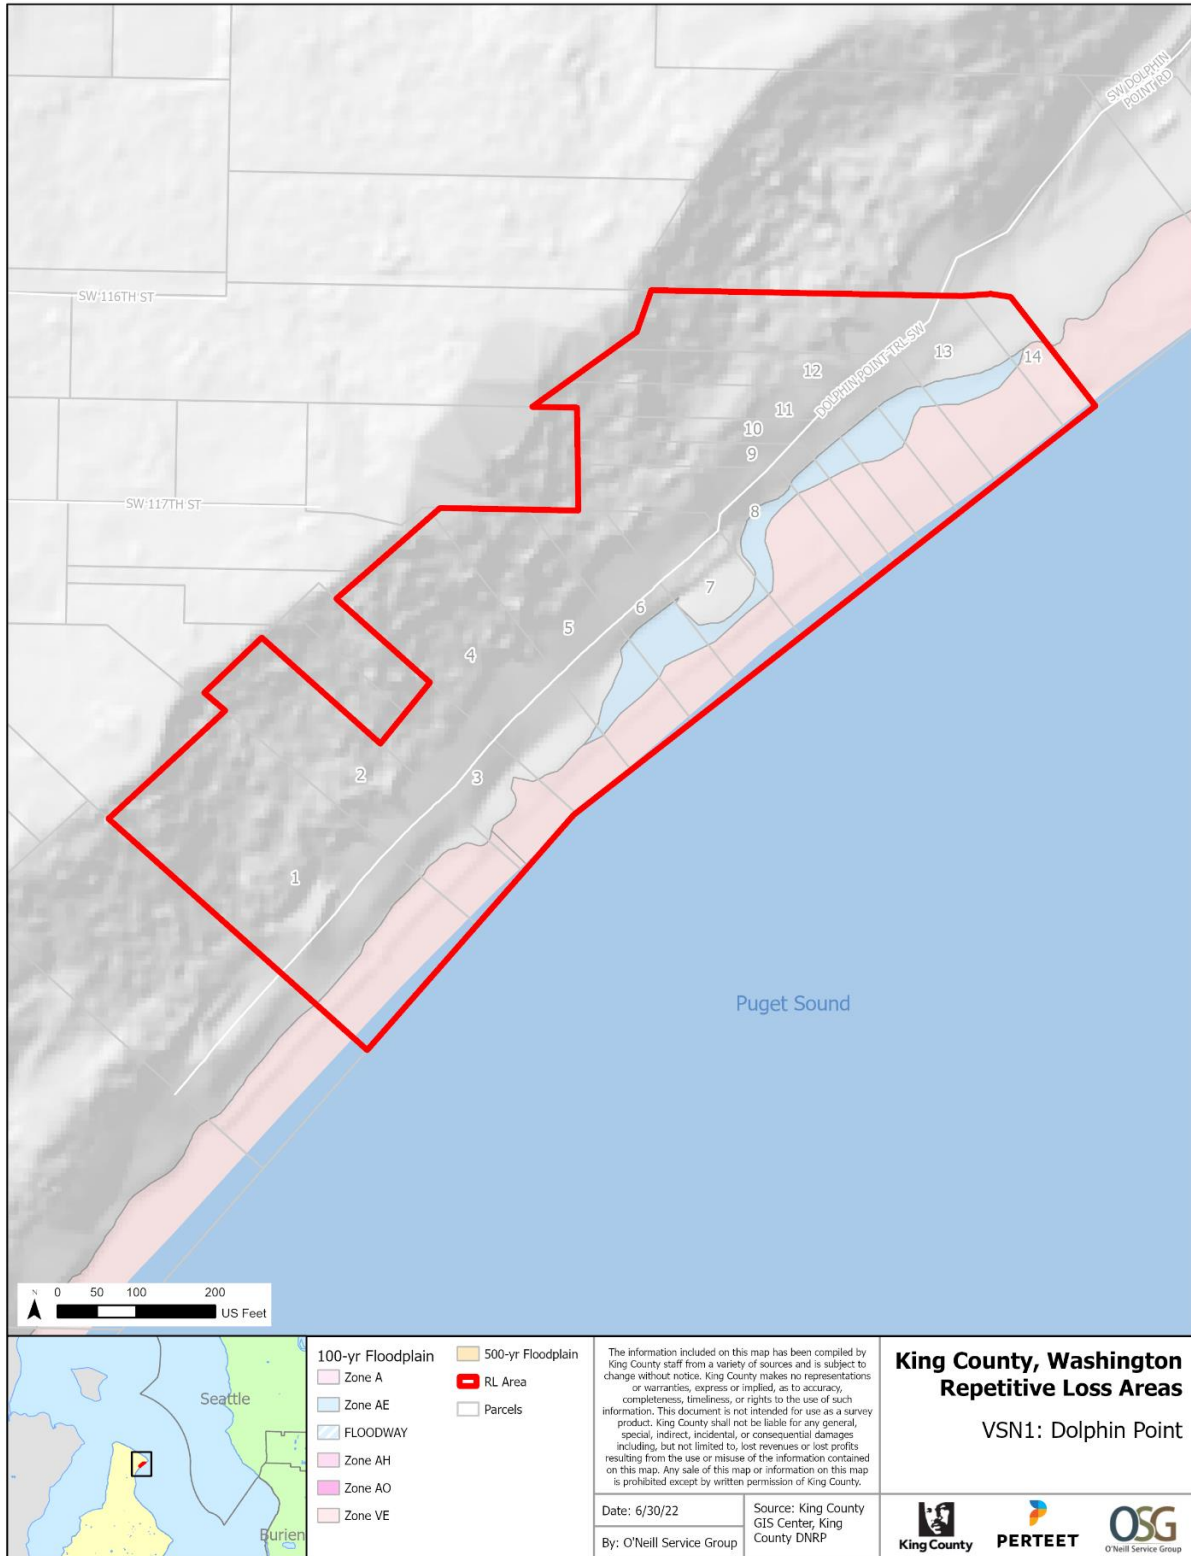 SW DOLPHIN
POINT RD
SW 116TH ST
DOLPHIN POINT TRL SW
13
14
12
11
10
9
SW 117TH ST
8
7
6
5
4
2
3
1
Puget Sound
N 0 50 100 200
US Feet
Seattle
Burien
100-yr Floodplain
Zone A
Zone AE
FLOODWAY
Zone AH
Zone AO
Zone VE
500-yr Floodplain
RL Area
Parcels
The information included on this map has been compiled by
King County staff from a variety of sources and is subject to
change without notice. King County makes no representations
or warranties, express or implied, as to accuracy,
completeness, timeliness, or rights to the use of such
information. This document is not intended for use as a survey
product. King County shall not be liable for any general,
special, indirect, incidental, or consequential damages
including, but not limited to, lost revenues or lost profits
resulting from the use or misuse of the information contained
on this map. Any sale of this map or information on this map
is prohibited except by written permission of King County.
Date: 6/30/22
By: O'Neill Service Group
Source: King County
GIS Center, King
County DNRP
King County, Washington
Repetitive Loss Areas
VSN1: Dolphin Point
King County
PERTEET
OSG
O'Neill Service Group